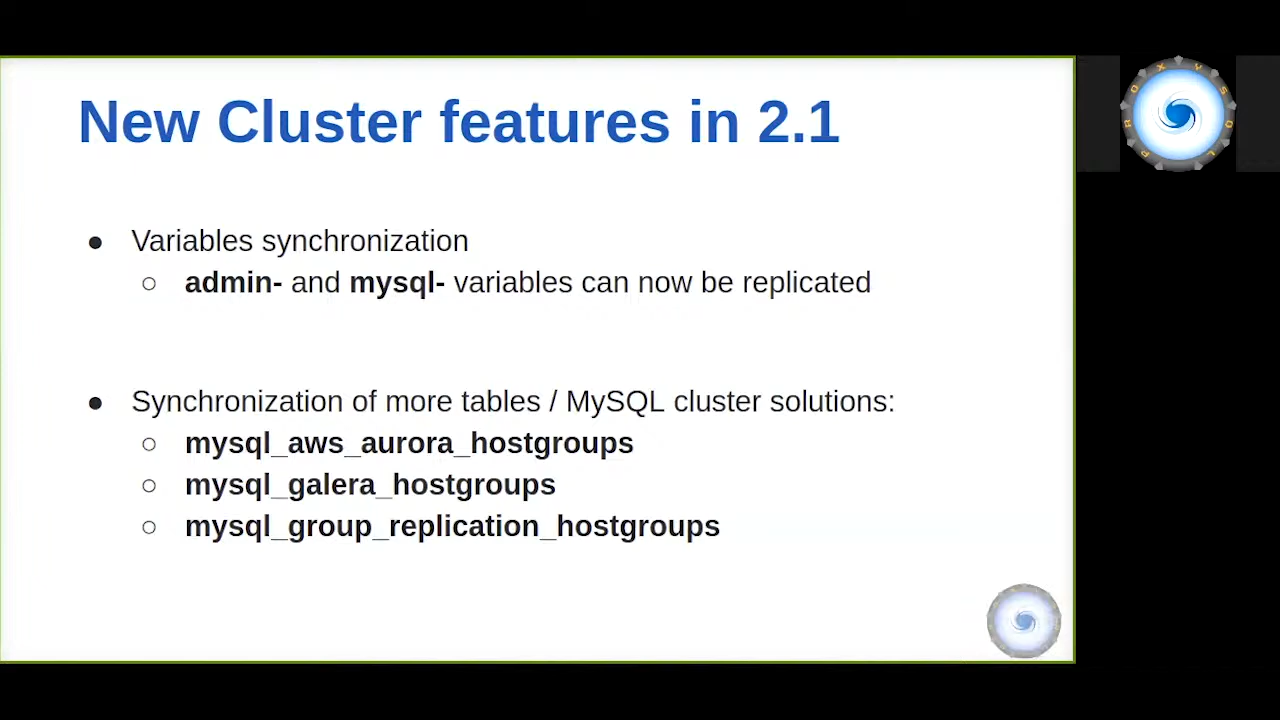 New Cluster features in 2.1
● Variables synchronization
○ admin- and mysql- variables can now be replicated
● Synchronization of more tables / MySQL cluster solutions:
○ mysql_aws_aurora_hostgroups
○ mysql_galera_hostgroups
○ mysql_group_replication_hostgroups
PROXYSQL